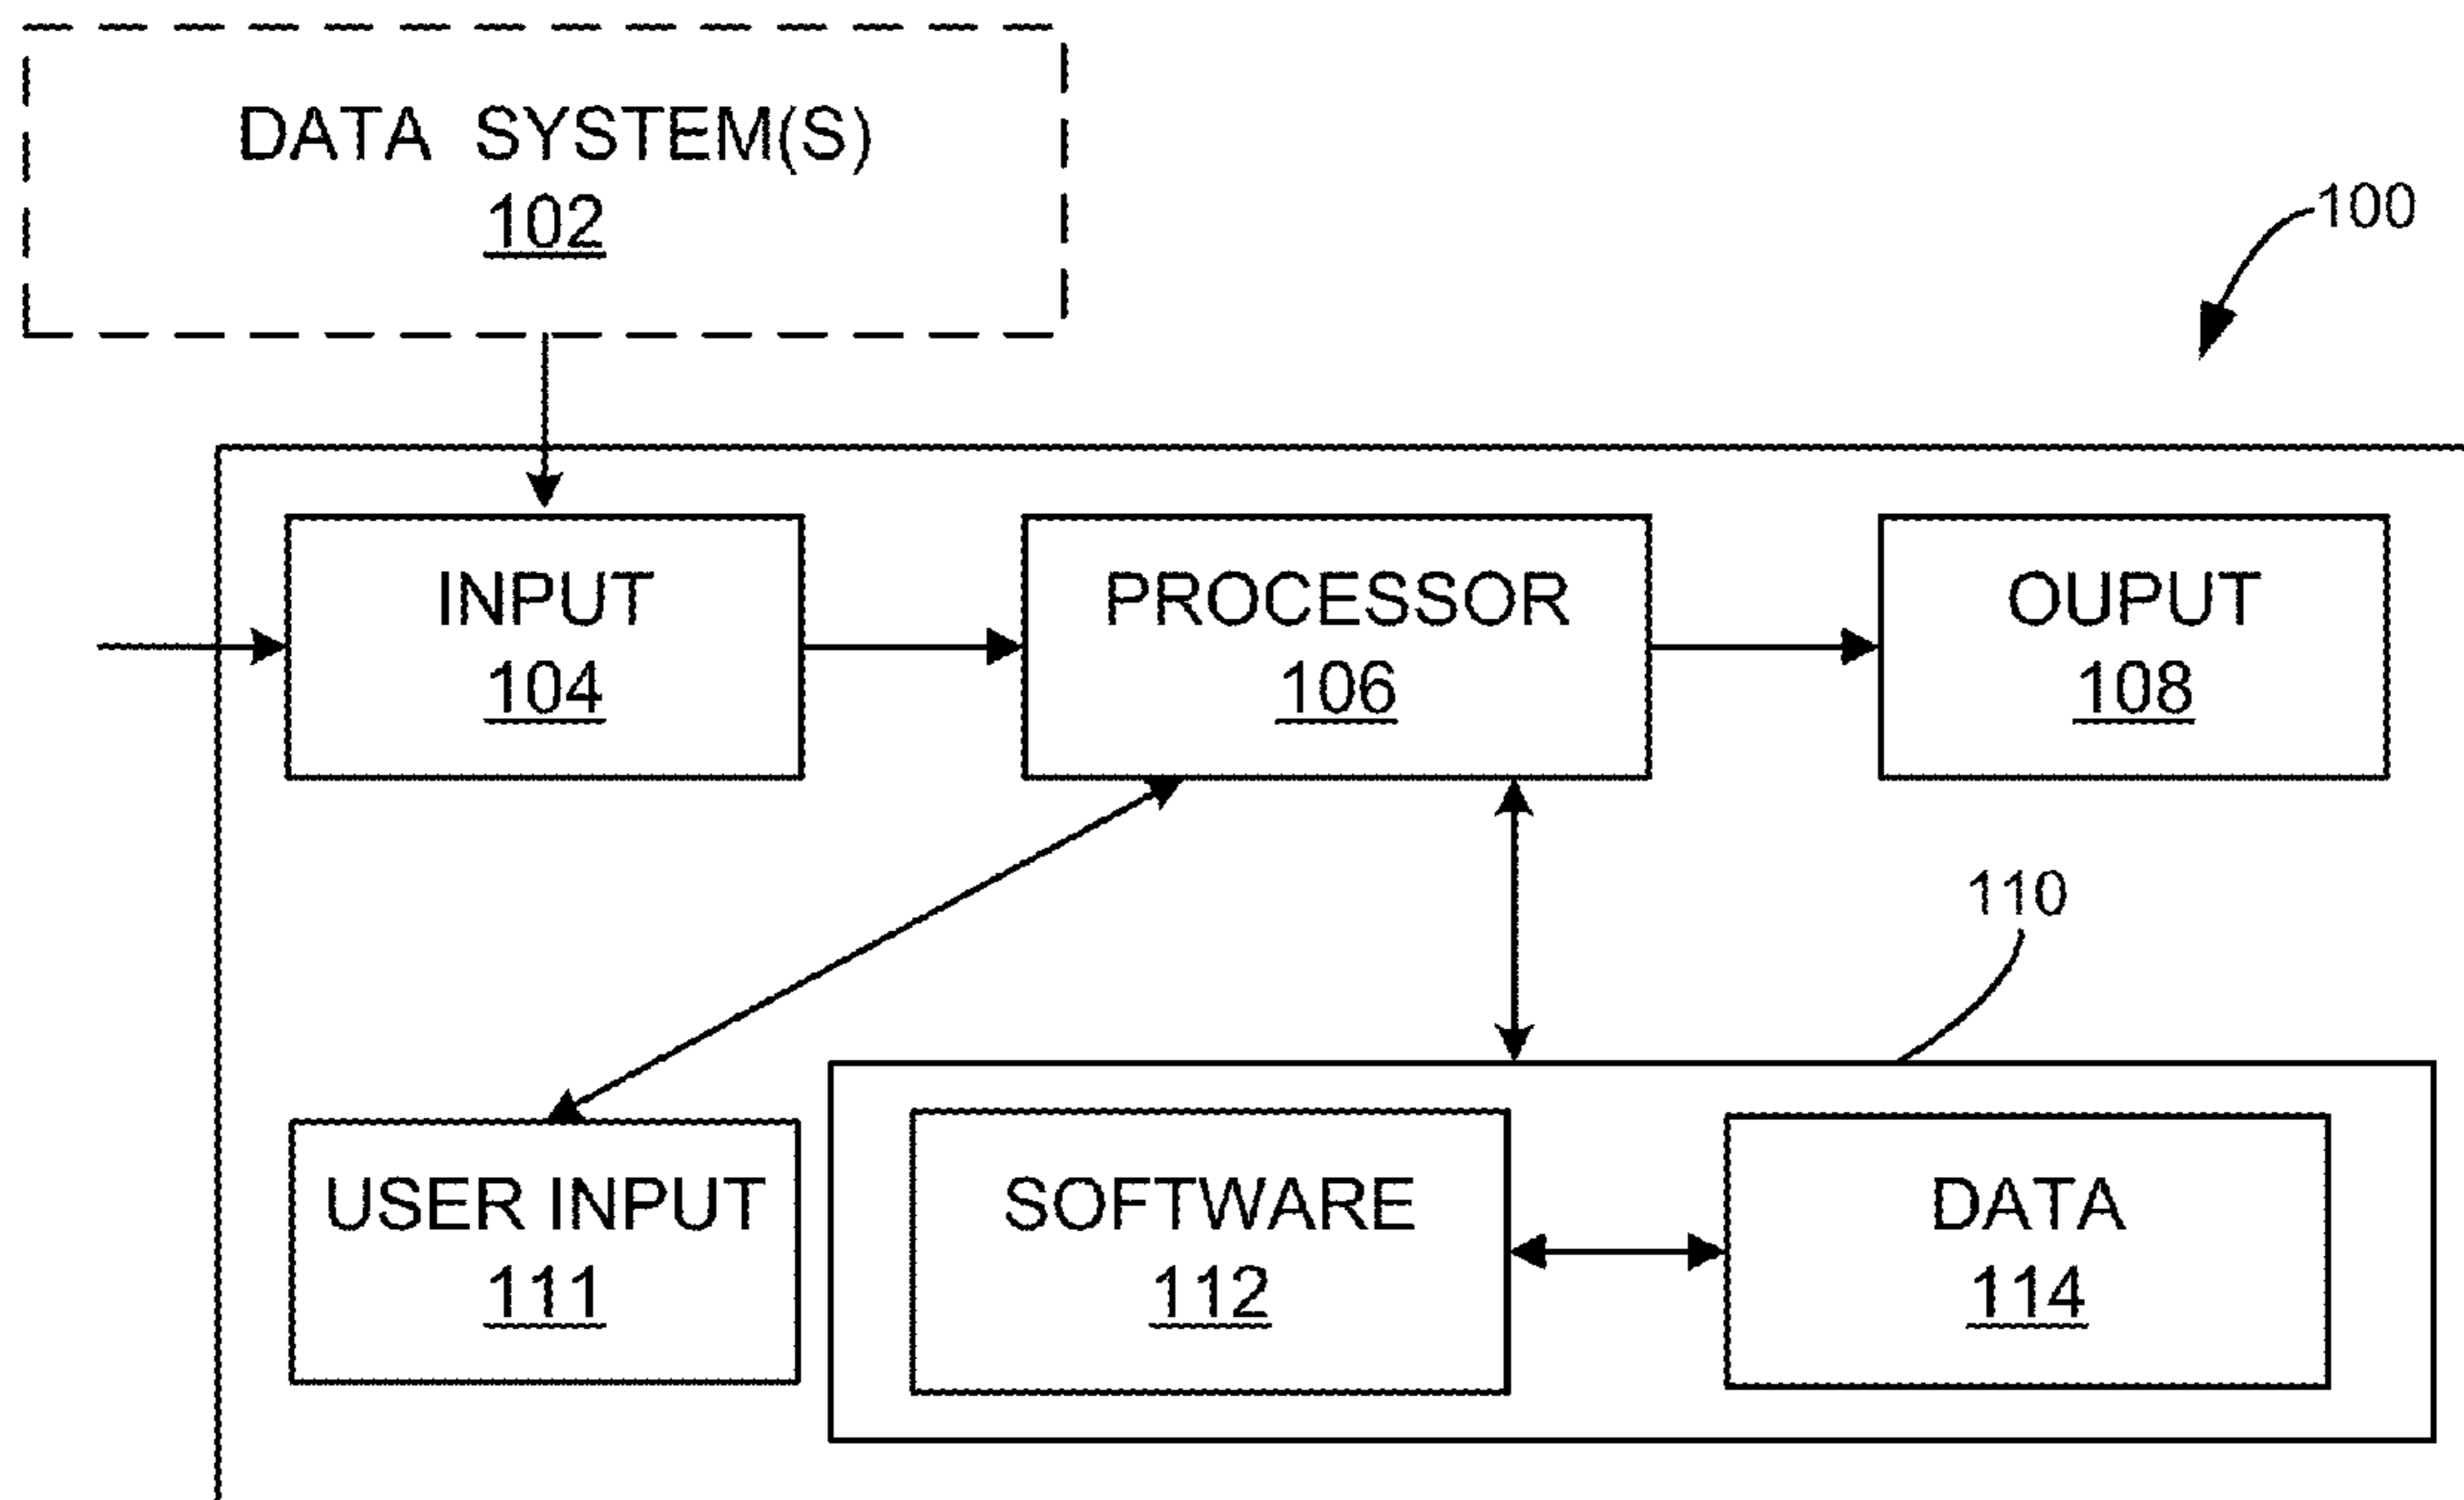 DATA SYSTEM(S)
102
100
INPUT
104
PROCESSOR
106
OUPUT
108
110
USER INPUT
111
SOFTWARE
112
DATA
114